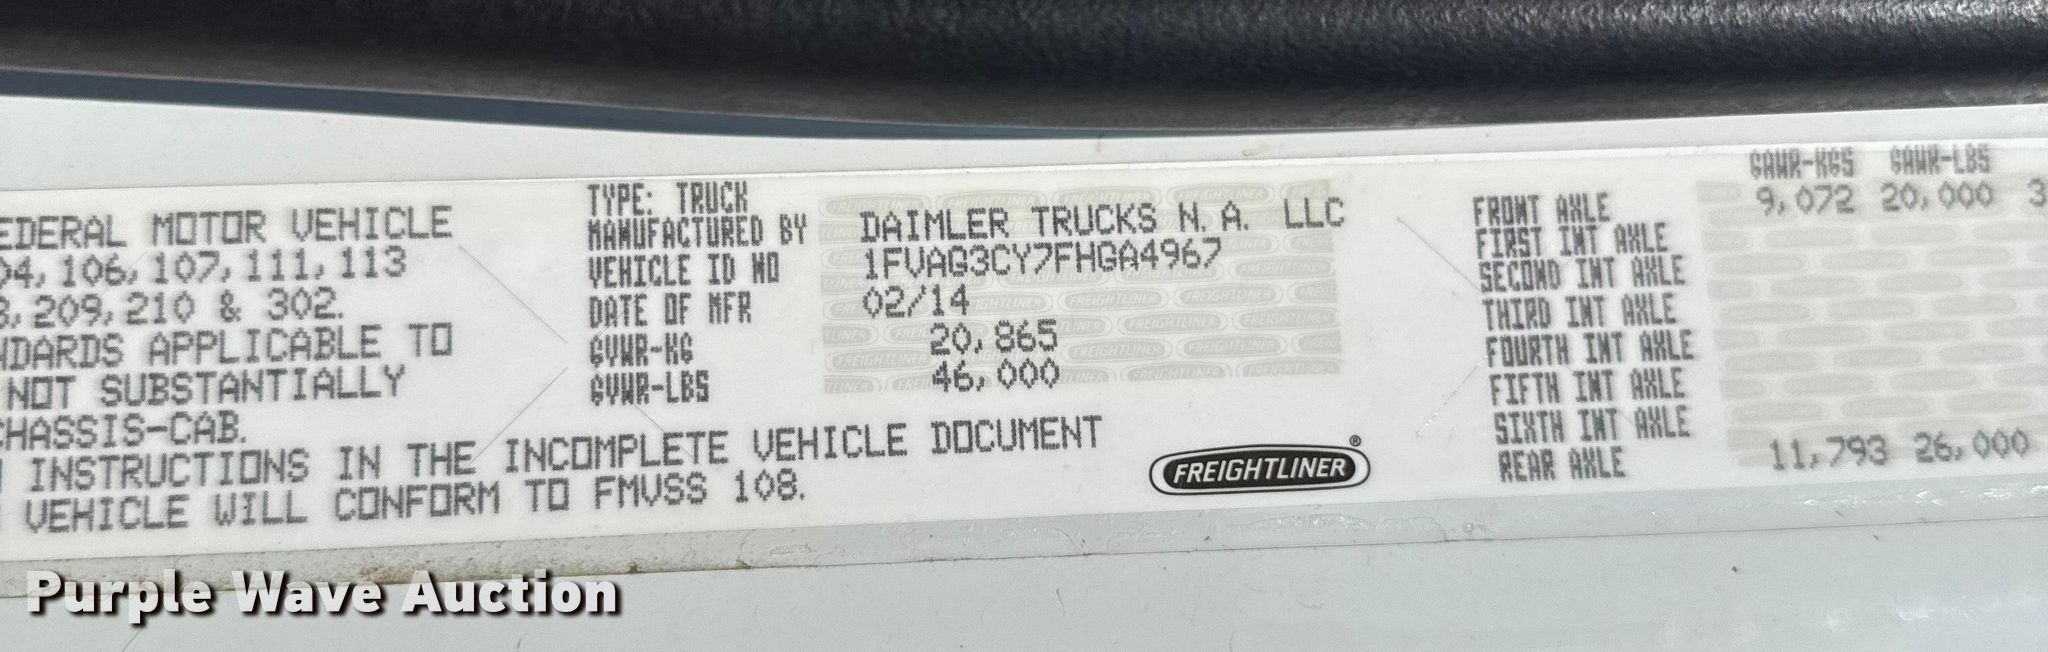 EDERAL MOTOR VEHICLE
04, 106, 107, 111, 113
8, 209, 210 & 302.
NDARDS APPLICABLE TO
NOT SUBSTANTIALLY
CHASSIS-CAB.
INSTRUCTIONS IN THE INCOMPLETE VEHICLE DOCUMENT
VEHICLE WILL CONFORM TO FMVSS 108.
TYPE: TRUCK
MANUFACTURED BY DAIMLER TRUCKS N. A. LLC
VEHICLE ID NO 1FVAG3CY7FHGA4967
DATE OF MFR 02/14
GVWR-KG 20,865
GVWR-LBS 46,000
FREIGHTLINER®
GAWR-KGS GAWR-LBS
FRONT AXLE 9,072 20,000 3
FIRST INT AXLE
SECOND INT AXLE
THIRD INT AXLE
FOURTH INT AXLE
FIFTH INT AXLE
SIXTH INT AXLE
REAR AXLE 11,793 26,000
Purple Wave Auction